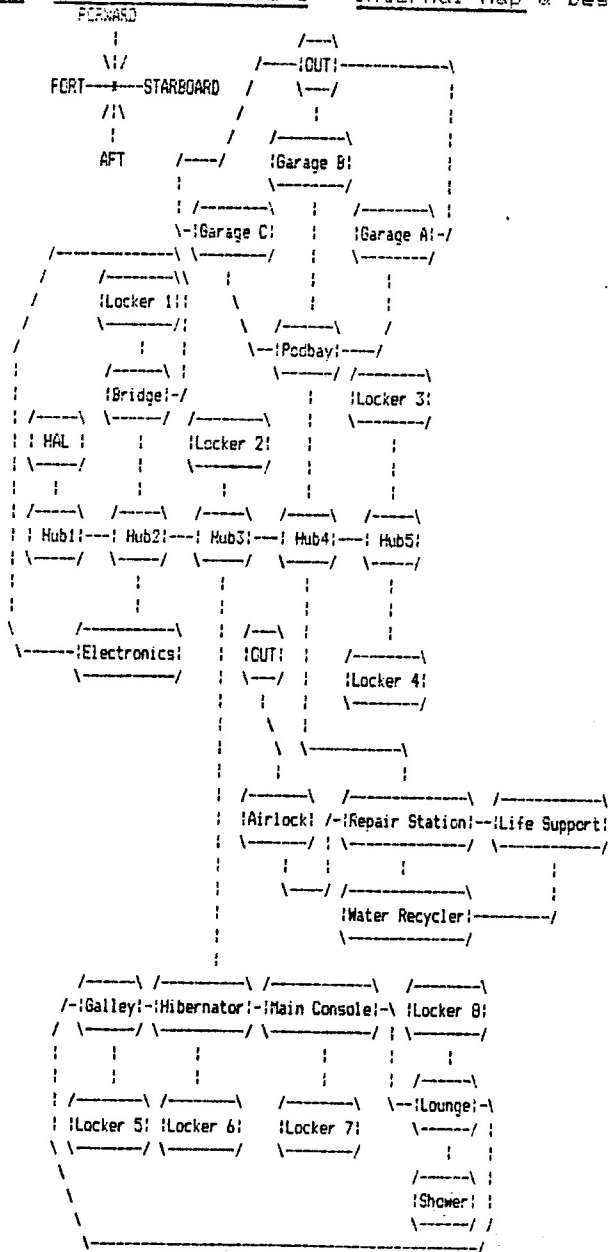 Internal Map &
FORWARD
OUT
PORT STARBOARD
AFT
Garage B
Garage C Garage A
Locker 1
Podbay
Bridge Locker 3
HAL Locker 2
Hub1 Hub2 Hub3 Hub4 Hub5
Electronics OUT
Locker 4
Airlock Repair Station Life Support
Water Recycler
Galley Hibernator Main Console Locker 8
Locker 5 Locker 6 Locker 7 Lounge
Shower